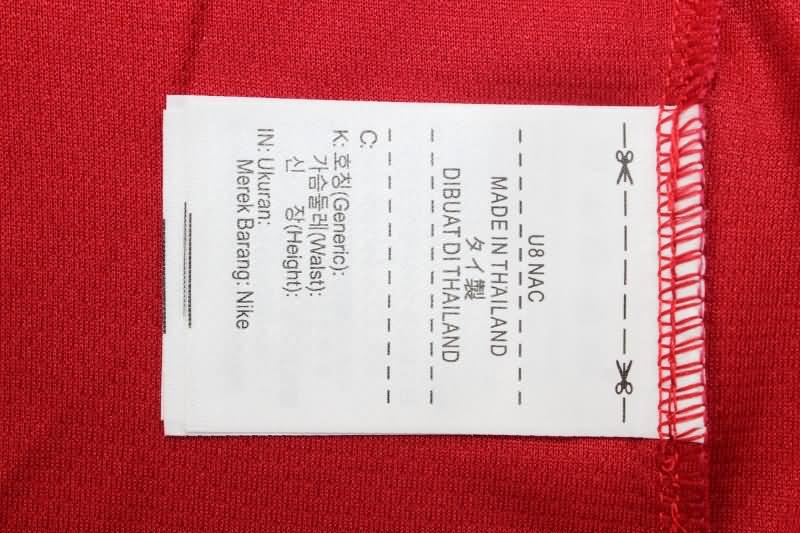 U8 NAC
MADE IN THAILAND
タイ製
DIBUAT DI THAILAND
C:
K: 호칭(Generic):
가슴둘레(Walst):
신 장(Height):
IN: Ukuran:
Merek Barang: Nike